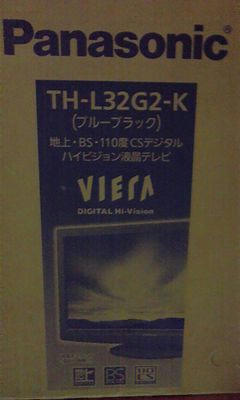 Panasonic®
TH-L32G2-K
(ブルーブラック)
地上・BS・110度CSデジタル
ハイビジョン液晶テレビ
VIErA
DIGITAL Hi-Vision
BS
CS